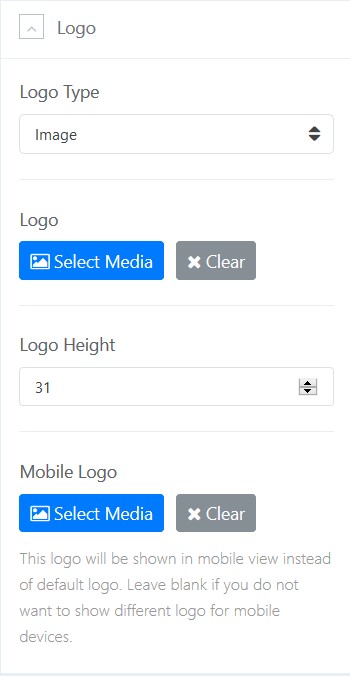 Logo
Logo Type
Image
Logo
Select Media
Clear
Logo Height
31
Mobile Logo
Select Media
Clear
This logo will be shown in mobile view instead
of default logo. Leave blank if you do not
want to show different logo for mobile
devices.